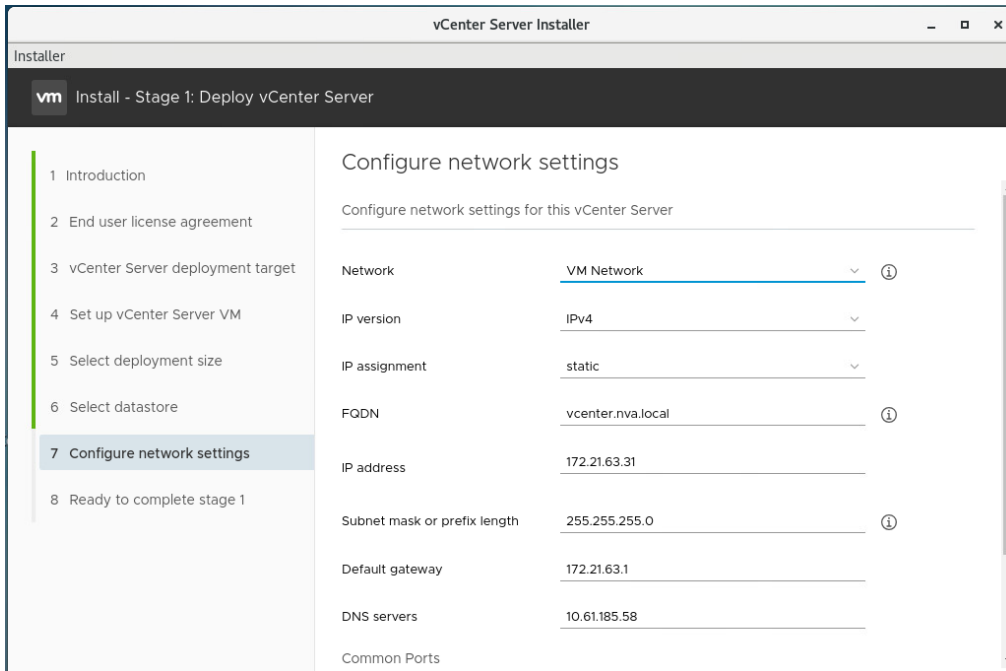 vCenter Server Installer
Installer
vm Install - Stage 1: Deploy vCenter Server
1 Introduction
2 End user license agreement
3 vCenter Server deployment target
4 Set up vCenter Server VM
5 Select deployment size
6 Select datastore
7 Configure network settings
8 Ready to complete stage 1
Configure network settings
Configure network settings for this vCenter Server
Network VM Network
IP version IPv4
IP assignment static
FQDN vcenter.nva.local
IP address 172.21.63.31
Subnet mask or prefix length 255.255.255.0
Default gateway 172.21.63.1
DNS servers 10.61.185.58
Common Ports